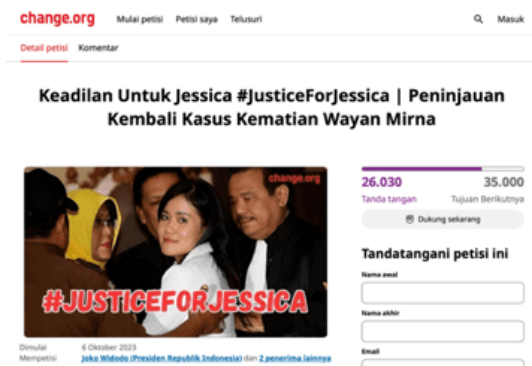 change.org Mulai petisi Petisi saya Telusuri Masuk
Detail petisi Komentar
Keadilan Untuk Jessica #JusticeForJessica | Peninjauan
Kembali Kasus Kematian Wayan Mirna
change.org
#JUSTICEFORJESSICA
26.030 35.000
Tanda tangan Tujuan Berikutnya
Dukung sekarang
Tandatangani petisi ini
Nama awal
Nama akhir
Email
Dimulai 6 Oktober 2023
Mempetisi Joko Widodo (Presiden Republik Indonesia) dan 2 penerima lainnya